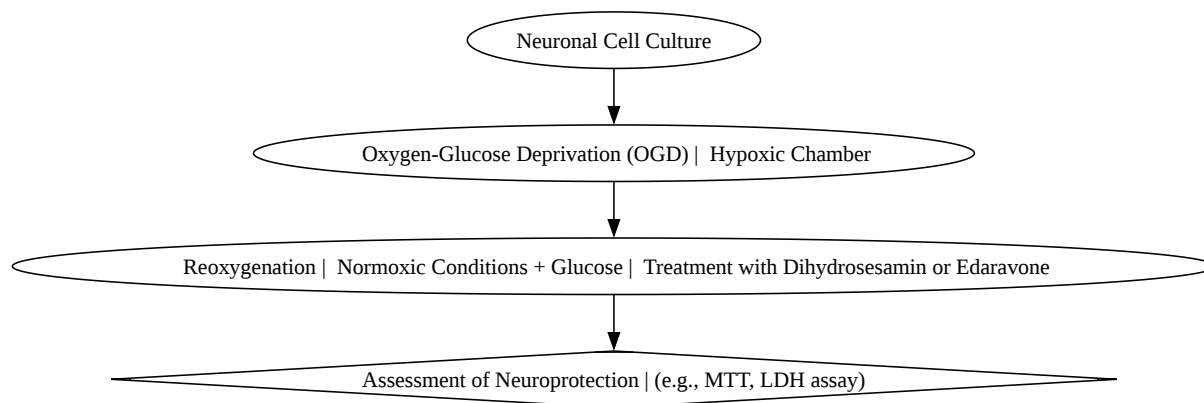 Neuronal Cell Culture
Oxygen-Glucose Deprivation (OGD) | Hypoxic Chamber
Reoxygenation | Normoxic Conditions + Glucose | Treatment with Dihydrosesamin or Edaravone
Assessment of Neuroprotection | (e.g., MTT, LDH assay)